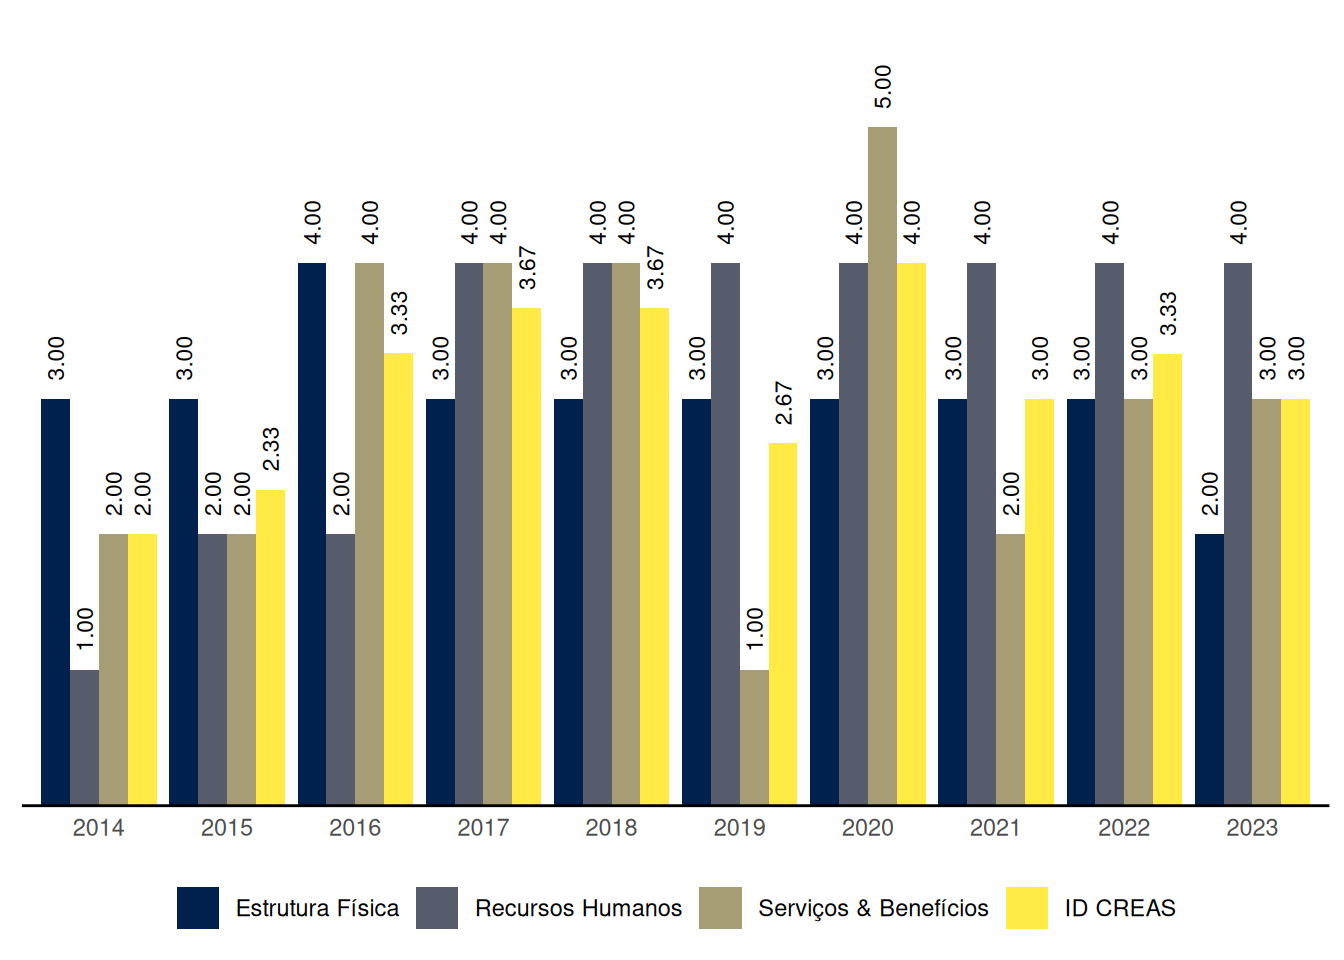 5.00
4.00 4.00 4.00 4.00 4.00 4.00 4.00 4.00 4.00 4.00 4.00 4.00 4.00
3.67 3.67
3.33 3.33
3.00 3.00 3.00 3.00 3.00 3.00 3.00 3.00 3.00 3.00 3.00 3.00
2.67
2.33
2.00 2.00 2.00 2.00 2.00 2.00 2.00
1.00 1.00
2014 2015 2016 2017 2018 2019 2020 2021 2022 2023
Estrutura Física Recursos Humanos Serviços & Benefícios ID CREAS